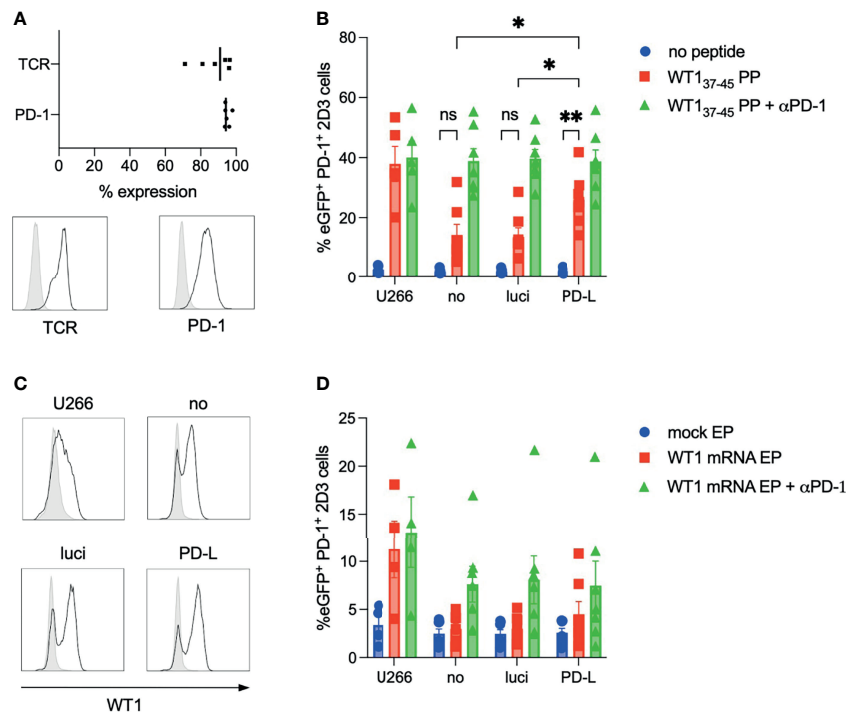 A
TCR
PD-1
0 20 40 60 80 100
% expression
TCR PD-1
B
% eGFP+ PD-1+ 2D3 cells
80
60
40
20
0
*
*
ns
ns
**
U266 no luci PD-L
no peptide
WT137-45 PP
WT137-45 PP + αPD-1
C
U266 no
luci PD-L
WT1
D
%eGFP+ PD-1+ 2D3 cells
25
20
15
10
5
0
U266 no luci PD-L
mock EP
WT1 mRNA EP
WT1 mRNA EP + αPD-1